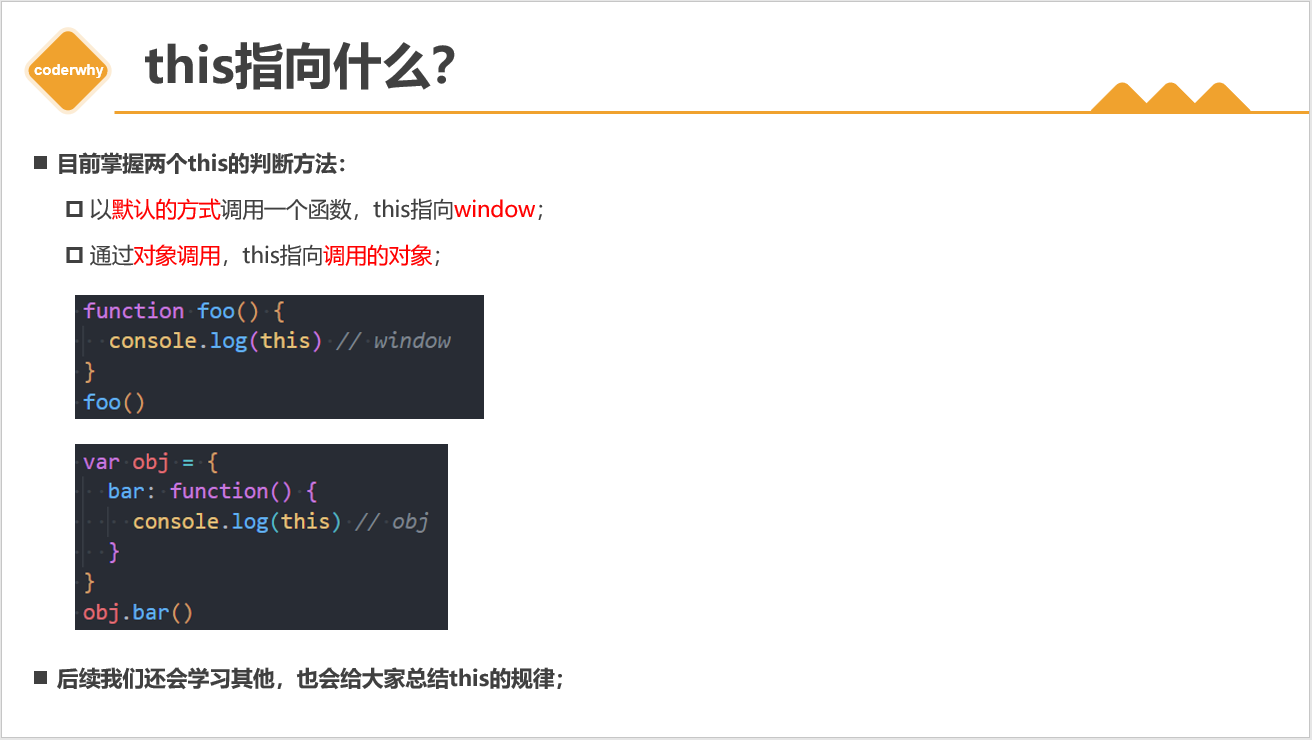 coderwhy
this指向什么？
目前掌握两个this的判断方法：
以默认的方式调用一个函数，this指向window；
通过对象调用，this指向调用的对象；
function foo() {
  console.log(this) // window
}
foo()
var obj = {
  bar: function() {
    console.log(this) // obj
  }
}
obj.bar()
后续我们还会学习其他，也会给大家总结this的规律；